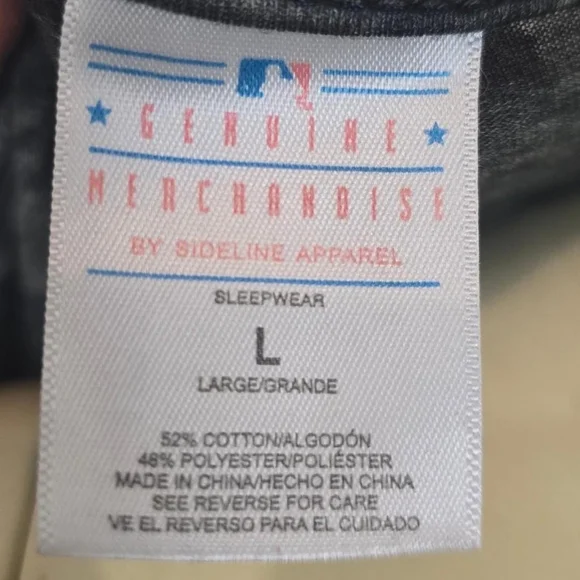 GENUINE
MERCHANDISE
BY SIDELINE APPAREL
SLEEPWEAR
L
LARGE/GRANDE
52% COTTON/ALGODÓN
48% POLYESTER/POLIÉSTER
MADE IN CHINA/HECHO EN CHINA
SEE REVERSE FOR CARE
VE EL REVERSO PARA EL CUIDADO